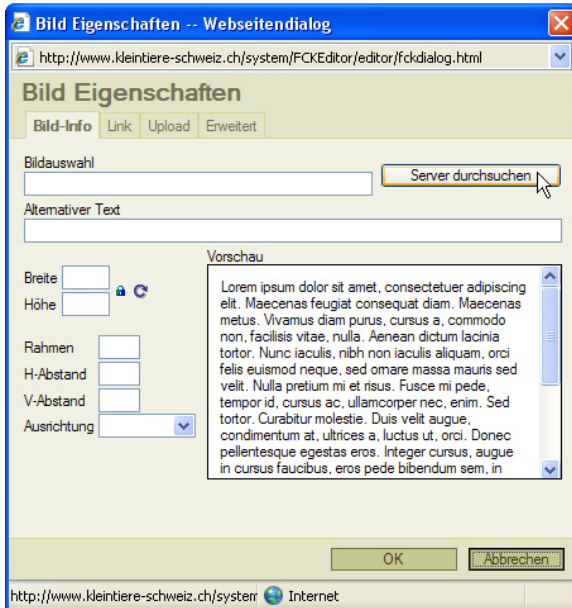 Bild Eigenschaften -- Webseitendialog
http://www.kleintiere-schweiz.ch/system/FCKEditor/editor/fckdialog.html
Bild Eigenschaften
Bild-Info Link Upload Erweitert
Bildauswahl
Server durchsuchen
Alternativer Text
Vorschau
Breite
Höhe
Rahmen
H-Abstand
V-Abstand
Ausrichtung
Lorem ipsum dolor sit amet, consectetuer adipiscing
elit. Maecenas feugiat consequat diam. Maecenas
metus. Vivamus diam purus, cursus a, commodo
non, facilisis vitae, nulla. Aenean dictum lacinia
tortor. Nunc iaculis, nibh non iaculis aliquam, orci
felis euismod neque, sed ornare massa mauris sed
velit. Nulla pretium mi et risus. Fusce mi pede,
tempor id, cursus ac, ullamcorper nec, enim. Sed
tortor. Curabitur molestie. Duis velit augue,
condimentum at, ultrices a, luctus ut, orci. Donec
pellentesque egestas eros. Integer cursus, augue
in cursus faucibus, eros pede bibendum sem, in
OK Abbrechen
http://www.kleintiere-schweiz.ch/system Internet